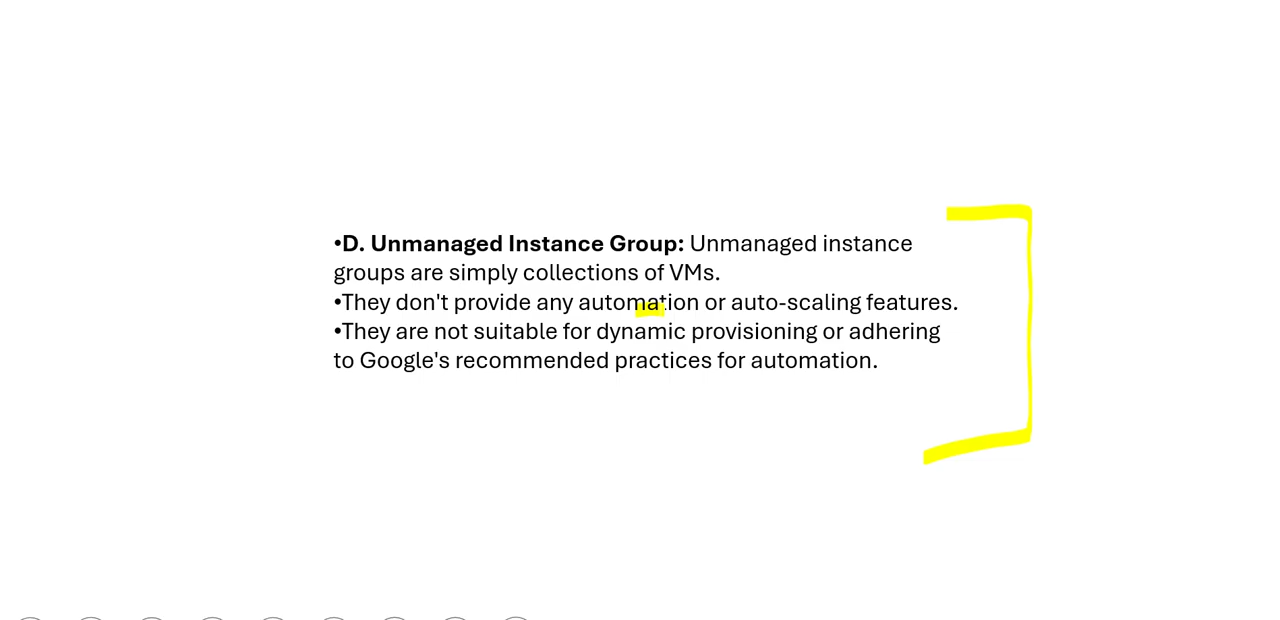 •D. Unmanaged Instance Group: Unmanaged instance
groups are simply collections of VMs.
•They don't provide any automation or auto-scaling features.
•They are not suitable for dynamic provisioning or adhering
to Google's recommended practices for automation.